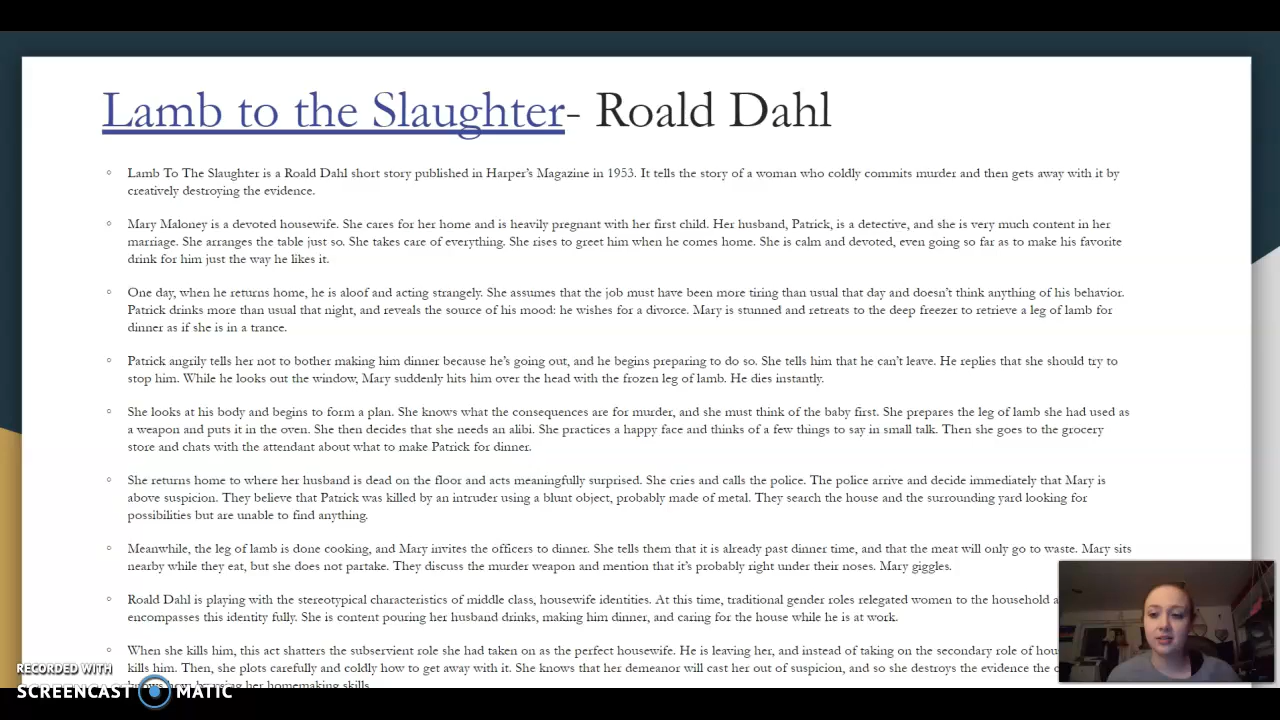 Lamb to the Slaughter- Roald Dahl
Lamb To The Slaughter is a Roald Dahl short story published in Harper's Magazine in 1953. It tells the story of a woman who coldly commits murder and then gets away with it by
creatively destroying the evidence.
Mary Maloney is a devoted housewife. She cares for her home and is heavily pregnant with her first child. Her husband, Patrick, is a detective, and she is very much content in her
marriage. She arranges the table just so. She takes care of everything. She rises to greet him when he comes home. She is calm and devoted, even going so far as to make his favorite
drink for him just the way he likes it.
One day, when he returns home, he is aloof and acting strangely. She assumes that the job must have been more tiring than usual that day and doesn't think anything of his behavior.
Patrick drinks more than usual that night, and reveals the source of his mood: he wishes for a divorce. Mary is stunned and retreats to the deep freezer to retrieve a leg of lamb for
dinner as if she is in a trance.
Patrick angrily tells her not to bother making him dinner because he's going out, and he begins preparing to do so. She tells him that he can't leave. He replies that she should try to
stop him. While he looks out the window, Mary suddenly hits him over the head with the frozen leg of lamb. He dies instantly.
She looks at his body and begins to form a plan. She knows what the consequences are for murder, and she must think of the baby first. She prepares the leg of lamb she had used as
a weapon and puts it in the oven. She then decides that she needs an alibi. She practices a happy face and thinks of a few things to say in small talk. Then she goes to the grocery
store and chats with the attendant about what to make Patrick for dinner.
She returns home to where her husband is dead on the floor and acts meaningfully surprised. She cries and calls the police. The police arrive and decide immediately that Mary is
above suspicion. They believe that Patrick was killed by an intruder using a blunt object, probably made of metal. They search the house and the surrounding yard looking for
possibilities but are unable to find anything.
Meanwhile, the leg of lamb is done cooking, and Mary invites the officers to dinner. She tells them that it is already past dinner time, and that the meat will only go to waste. Mary sits
nearby while they eat, but she does not partake. They discuss the murder weapon and mention that it's probably right under their noses. Mary giggles.
Roald Dahl is playing with the stereotypical characteristics of middle class, housewife identities. At this time, traditional gender roles relegated women to the household
encompasses this identity fully. She is content pouring her husband drinks, making him dinner, and caring for the house while he is at work.
When she kills him, this act shatters the subservient role she had taken on as the perfect housewife. He is leaving her, and instead of taking on the secondary role of
kills him. Then, she plots carefully and coldly how to get away with it. She knows that her demeanor will cast her out of suspicion, and so she destroys the evidence the
her homemaking skills.
RECORDED WITH
SCREENCAST MATIC